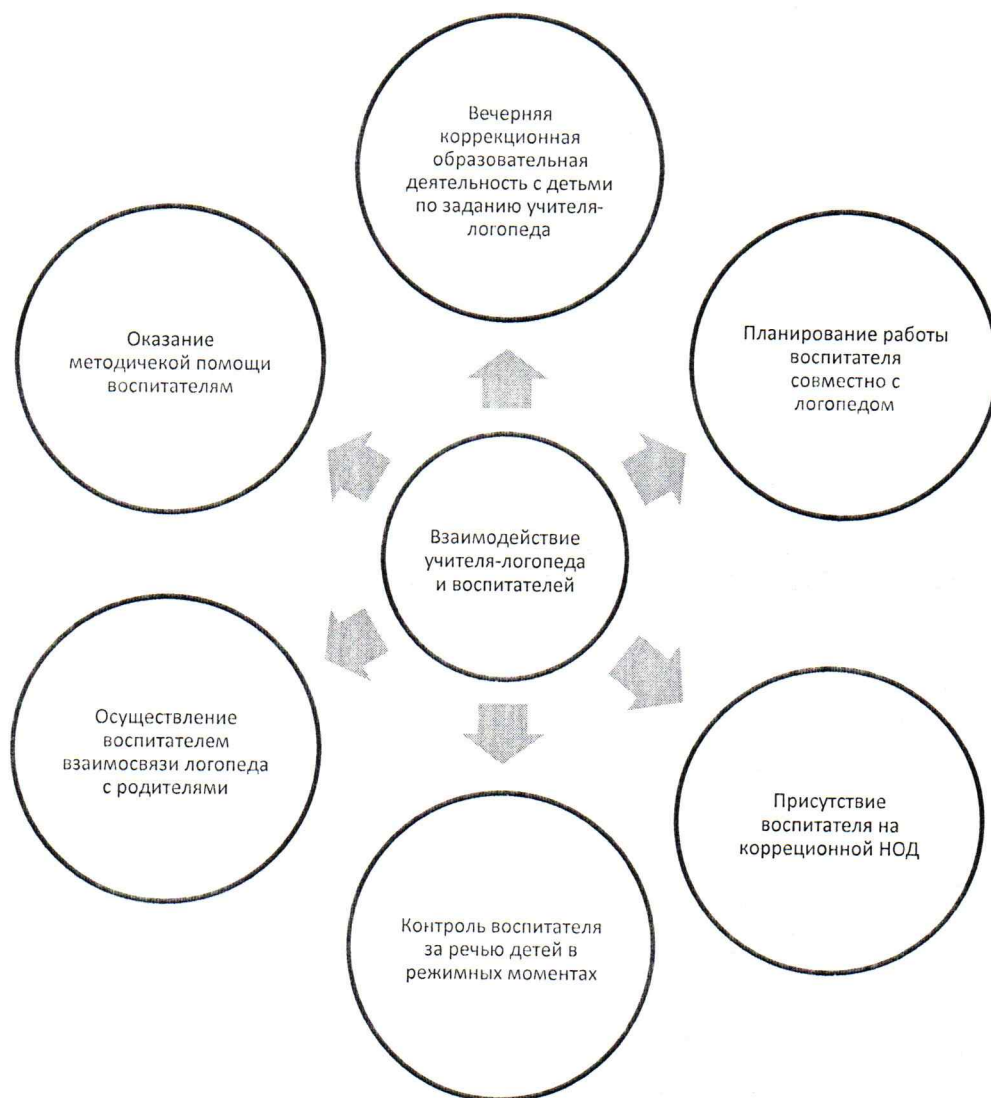 Вечерняя
коррекционная
образовательная
деятельность с детьми
по заданию учителя-
логопеда
Оказание
методичекой помощи
воспитателям
Планирование работы
воспитателя
совместно с
логопедом
Взаимодействие
учителя-логопеда
и воспитателей
Осуществление
воспитателем
взаимосвязи логопеда
с родителями
Присутствие
воспитателя на
корреционной НОД
Контроль воспитателя
за речью детей в
режимных моментах